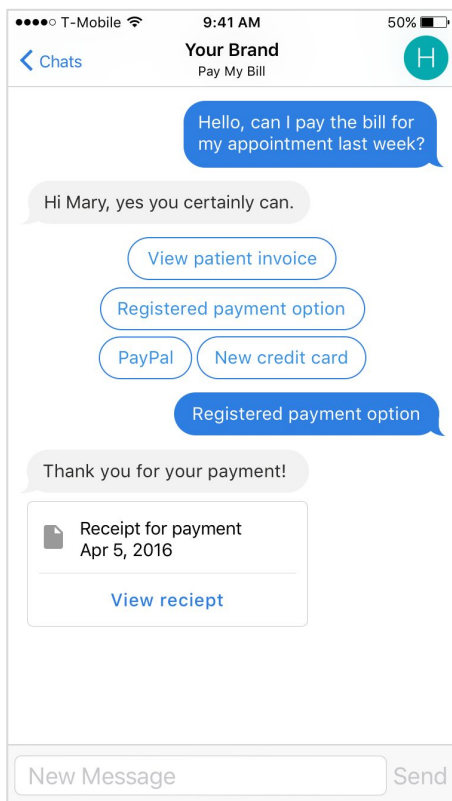 T-Mobile 9:41 AM 50%
Chats Your Brand H
Pay My Bill
Hello, can I pay the bill for
my appointment last week?
Hi Mary, yes you certainly can.
View patient invoice
Registered payment option
PayPal New credit card
Registered payment option
Thank you for your payment!
Receipt for payment
Apr 5, 2016
View reciept
New Message Send